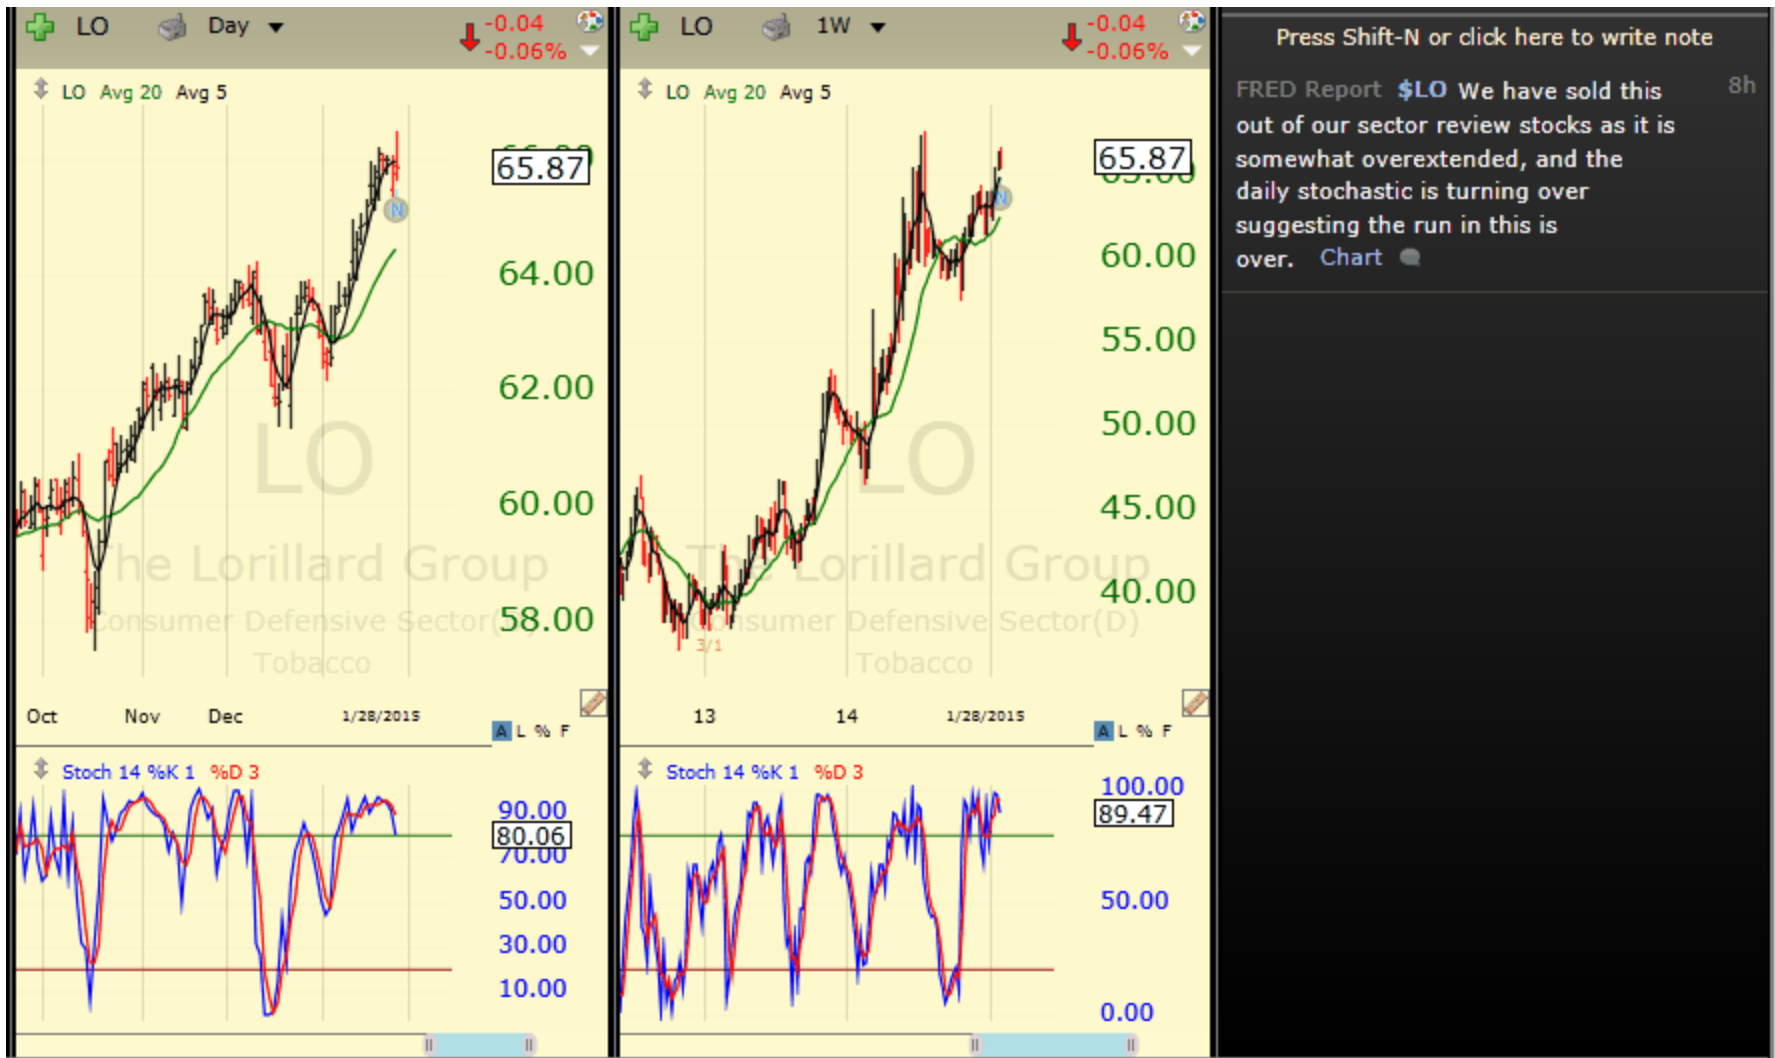 LO Day -0.04
-0.06%
LO Avg 20 Avg 5
65.87
64.00
62.00
60.00
58.00
LO
The Lorillard Group
Consumer Defensive Sector
Tobacco
Oct Nov Dec 1/28/2015
A L % F
Stoch 14 %K 1 %D 3
90.00
80.06
70.00
50.00
30.00
10.00
LO 1W -0.04
-0.06%
LO Avg 20 Avg 5
65.87
65.00
60.00
55.00
50.00
45.00
40.00
N
LO
The Lorillard Group
Consumer Defensive Sector(D)
Tobacco
3/1
13 14 1/28/2015
A L % F
Stoch 14 %K 1 %D 3
100.00
89.47
50.00
0.00
Press Shift-N or click here to write note
FRED Report $LO We have sold this 8h
out of our sector review stocks as it is
somewhat overextended, and the
daily stochastic is turning over
suggesting the run in this is
over. Chart